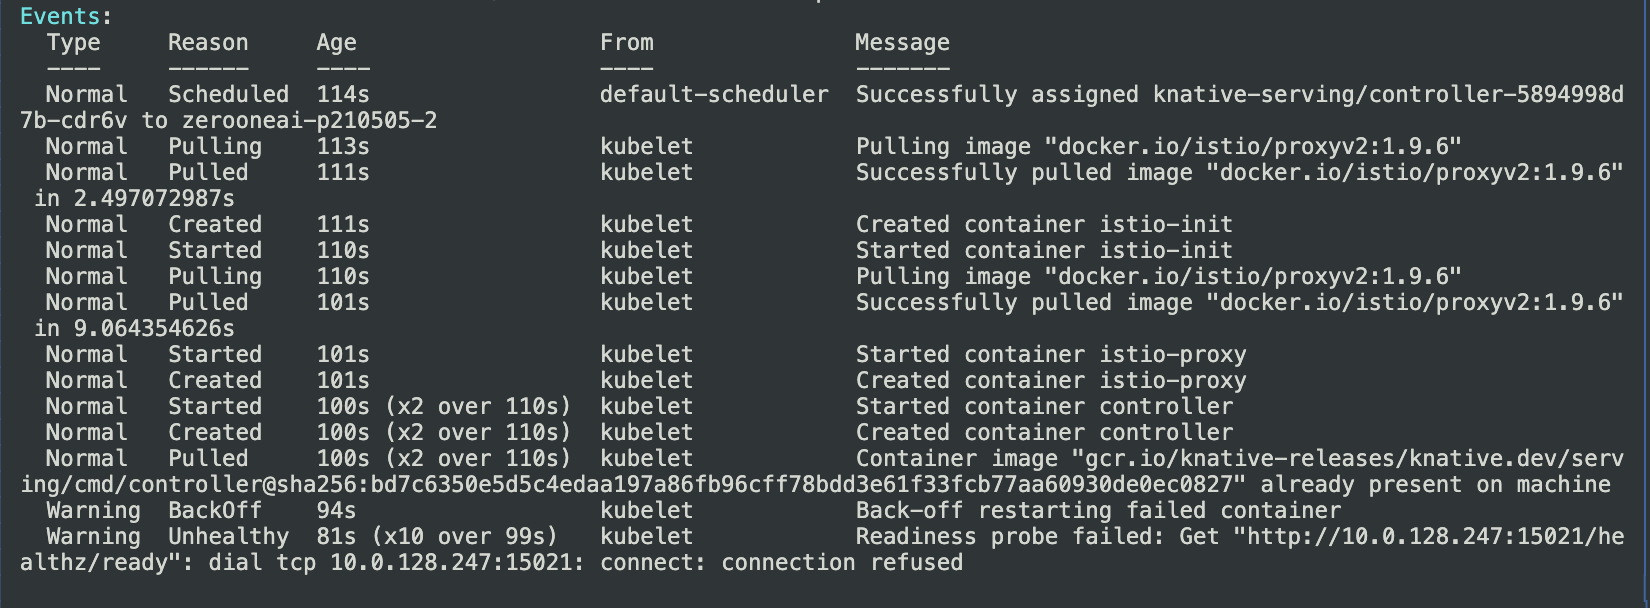 Events:
Type Reason Age From Message
---- ------ ---- ---- -------
Normal Scheduled 114s default-scheduler Successfully assigned knative-serving/controller-5894998d
7b-cdr6v to zerooneai-p210505-2
Normal Pulling 113s kubelet Pulling image "docker.io/istio/proxyv2:1.9.6"
Normal Pulled 111s kubelet Successfully pulled image "docker.io/istio/proxyv2:1.9.6"
in 2.497072987s
Normal Created 111s kubelet Created container istio-init
Normal Started 110s kubelet Started container istio-init
Normal Pulling 110s kubelet Pulling image "docker.io/istio/proxyv2:1.9.6"
Normal Pulled 101s kubelet Successfully pulled image "docker.io/istio/proxyv2:1.9.6"
in 9.064354626s
Normal Started 101s kubelet Started container istio-proxy
Normal Created 101s kubelet Created container istio-proxy
Normal Started 100s (x2 over 110s) kubelet Started container controller
Normal Created 100s (x2 over 110s) kubelet Created container controller
Normal Pulled 100s (x2 over 110s) kubelet Container image "gcr.io/knative-releases/knative.dev/serv
ing/cmd/controller@sha256:bd7c6350e5d5c4edaa197a86fb96cff78bdd3e61f33fcb77aa60930de0ec0827" already present on machine
Warning BackOff 94s kubelet Back-off restarting failed container
Warning Unhealthy 81s (x10 over 99s) kubelet Readiness probe failed: Get "http://10.0.128.247:15021/he
althz/ready": dial tcp 10.0.128.247:15021: connect: connection refused